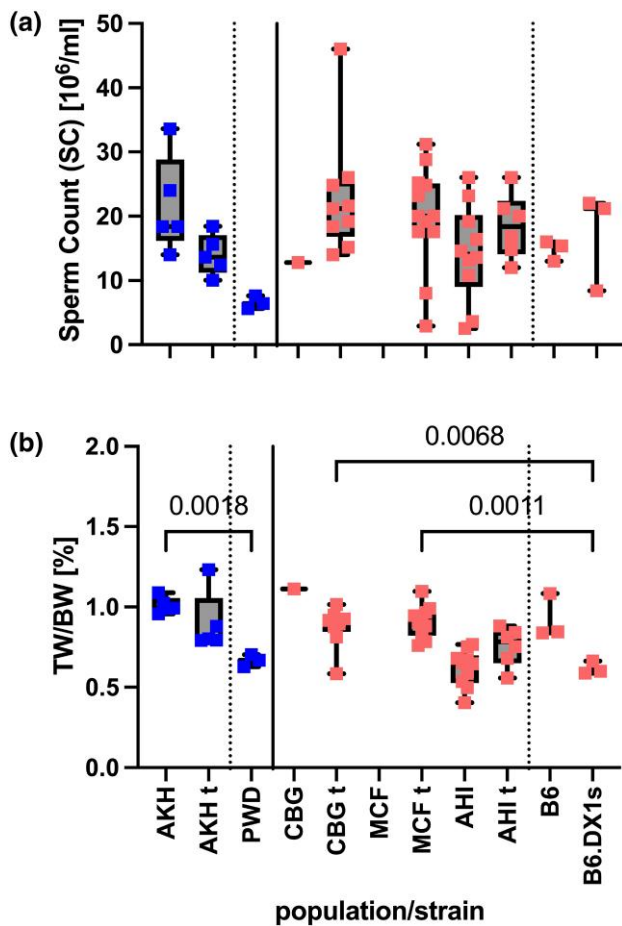 (a)
Sperm Count (SC) [10⁶/ml]
50
40
30
20
10
0
(b)
TW/BW [%]
2.0
1.5
1.0
0.5
0.0
0.0068
0.0018
0.0011
AKH
AKH t
PWD
CBG
CBG t
MCF
MCF t
AHI
AHI t
B6
B6.DX1s
population/strain